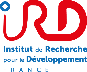 IRD
Institut de Recherche
pour le Développement
FRANCE